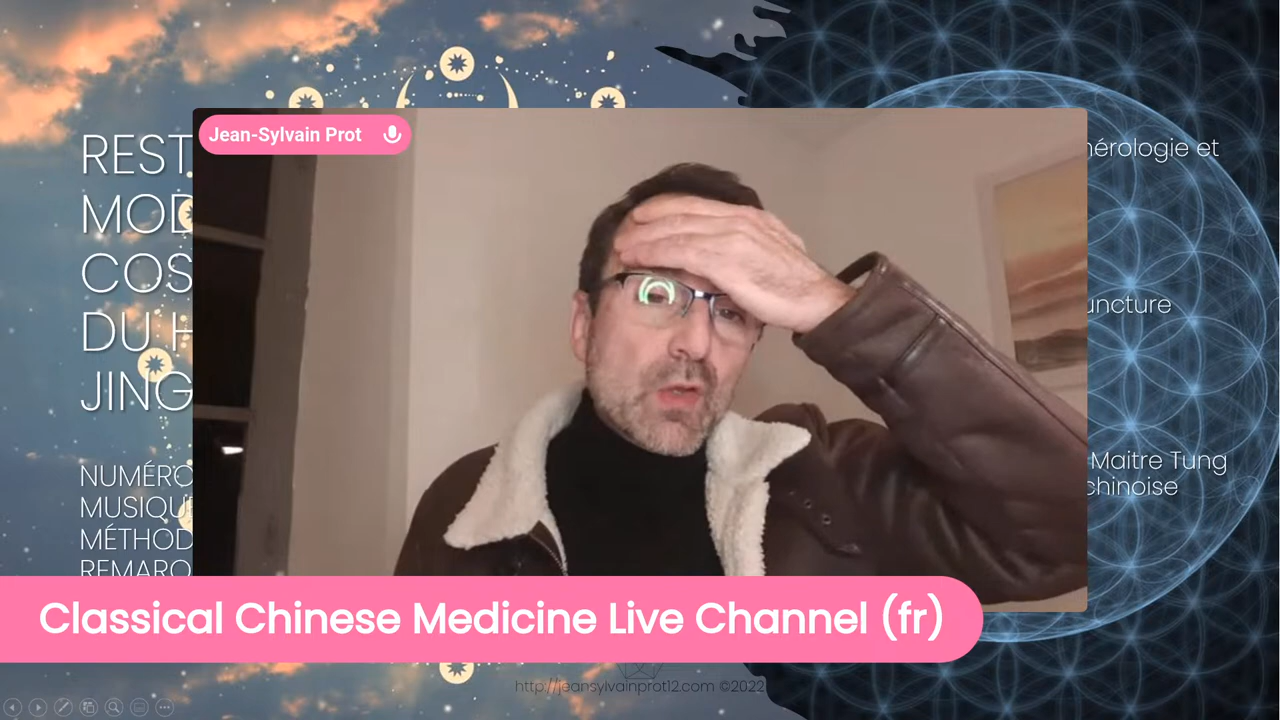 REST
MOD
COS
DU H
JING
NUMÉRO
MUSIQU
MÉTHOD
REMARQ
Jean-Sylvain Prot
nérologie et
uncture
Maitre Tung
chinoise
Classical Chinese Medicine Live Channel (fr)
http://jeansylvainprot12.com ©2022